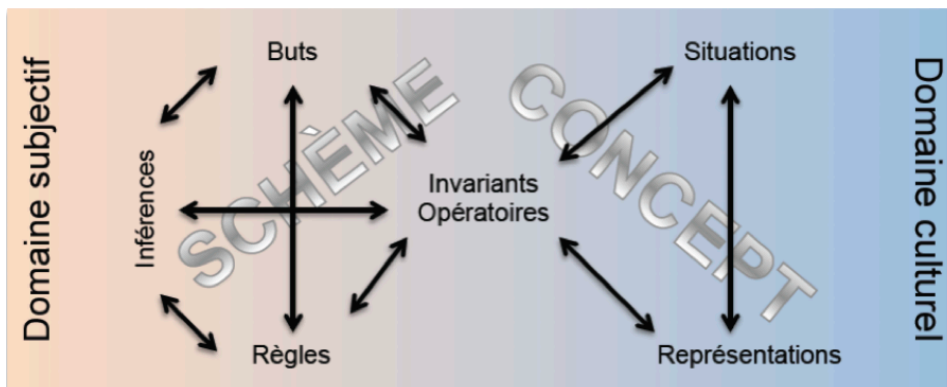 Domaine subjectif
Buts
Situations
SCHÈME
CONCEPT
Inférences
Invariants
Opératoires
Règles
Représentations
Domaine culturel